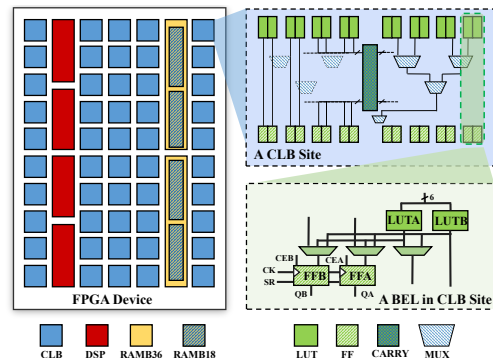 A CLB Site
6
LUTA
LUTB
CEB
CEA
CK
FFB
FFA
SR
QB
QA
A BEL in CLB Site
FPGA Device
CLB
DSP
RAMB36
RAMB18
LUT
FF
CARRY
MUX